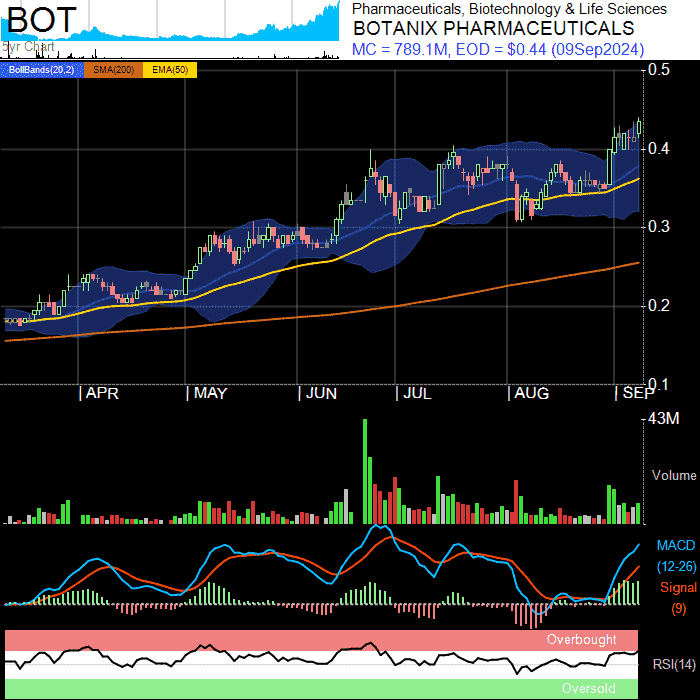 BOT
5yr Chart
Pharmaceuticals, Biotechnology & Life Sciences
BOTANIX PHARMACEUTICALS
MC = 789.1M, EOD = $0.44 (09Sep2024)
BollBands(20,2) SMA(200) EMA(50)
0.5
0.4
0.3
0.2
0.1
APR MAY JUN JUL AUG SEP
43M
Volume
MACD
(12-26)
Signal
(9)
Overbought
RSI(14)
Oversold